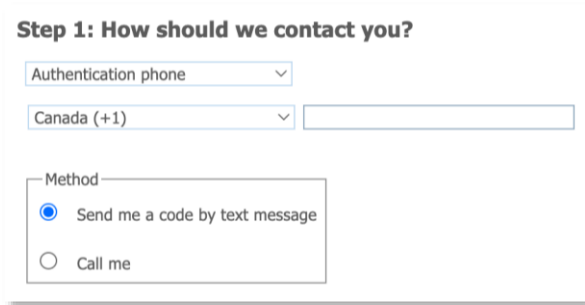 Step 1: How should we contact you?
Authentication phone
Canada (+1)
Method
Send me a code by text message
Call me